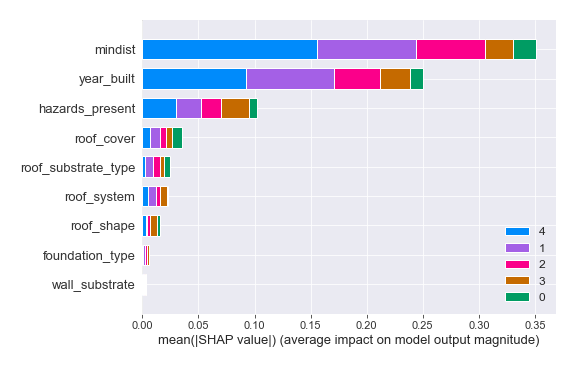 mindist
year_built
hazards_present
roof_cover
roof_substrate_type
roof_system
roof_shape
foundation_type
wall_substrate
4
1
2
3
0
0.00 0.05 0.10 0.15 0.20 0.25 0.30 0.35
mean(|SHAP value|) (average impact on model output magnitude)